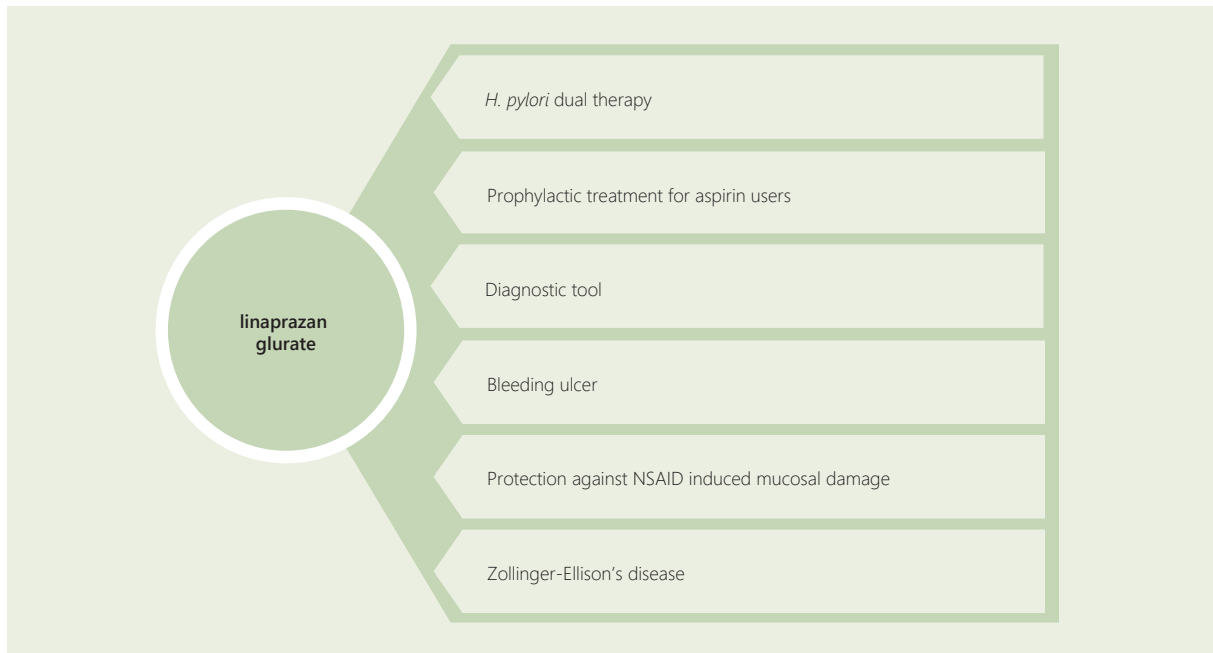 H. pylori dual therapy
Prophylactic treatment for aspirin users
Diagnostic tool
linaprazan
glurate
Bleeding ulcer
Protection against NSAID induced mucosal damage
Zollinger-Ellison’s disease